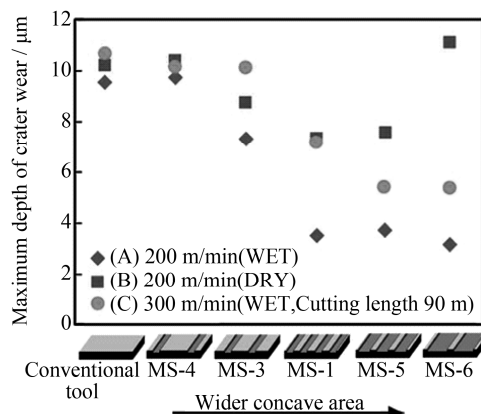 Maximum depth of crater wear / μm
12
10
8
6
4
2
0
(A) 200 m/min(WET)
(B) 200 m/min(DRY)
(C) 300 m/min(WET,Cutting length 90 m)
Conventional tool
MS-4
MS-3
MS-1
MS-5
MS-6
Wider concave area